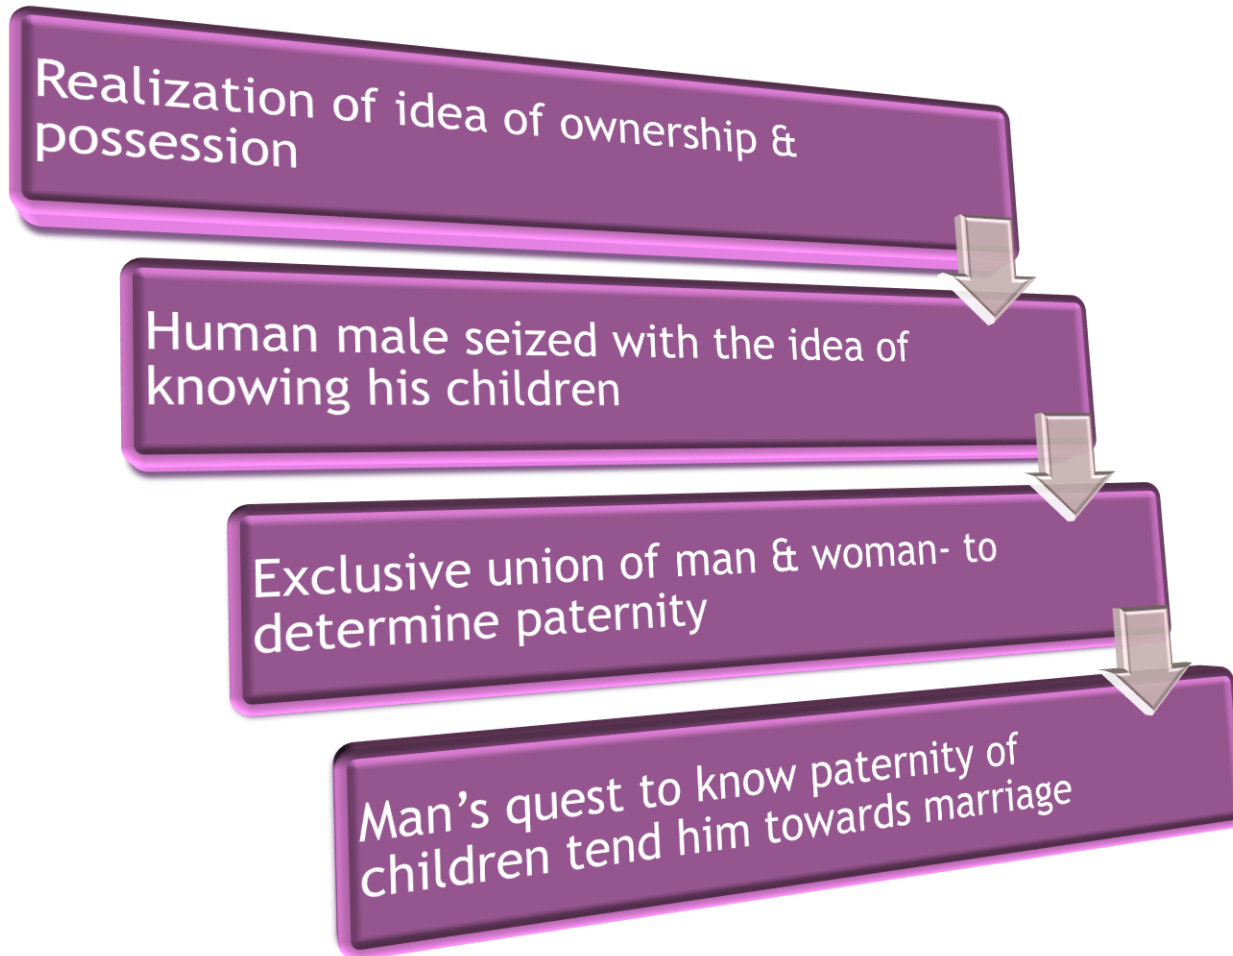 Realization of idea of ownership &
possession
Human male seized with the idea of
knowing his children
Exclusive union of man & woman- to
determine paternity
Man’s quest to know paternity of
children tend him towards marriage